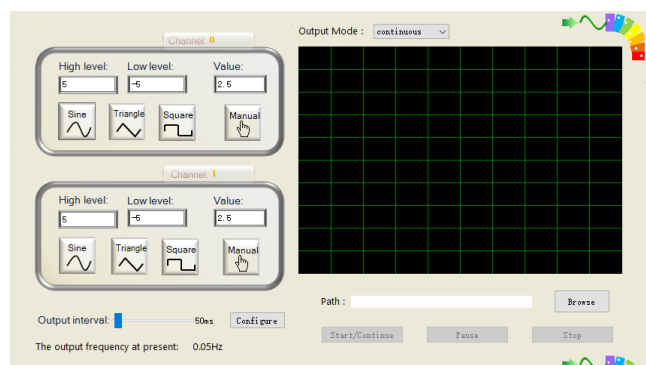 Channel: 0
High level: Low level: Value:
5 -5 2.5
Sine Triangle Square Manual
Channel: 1
High level: Low level: Value:
5 -5 2.5
Sine Triangle Square Manual
Output interval: 50ms Configure
The output frequency at present: 0.05Hz
Output Mode : continuous
Path : Browse
Start/Continue Pause Stop